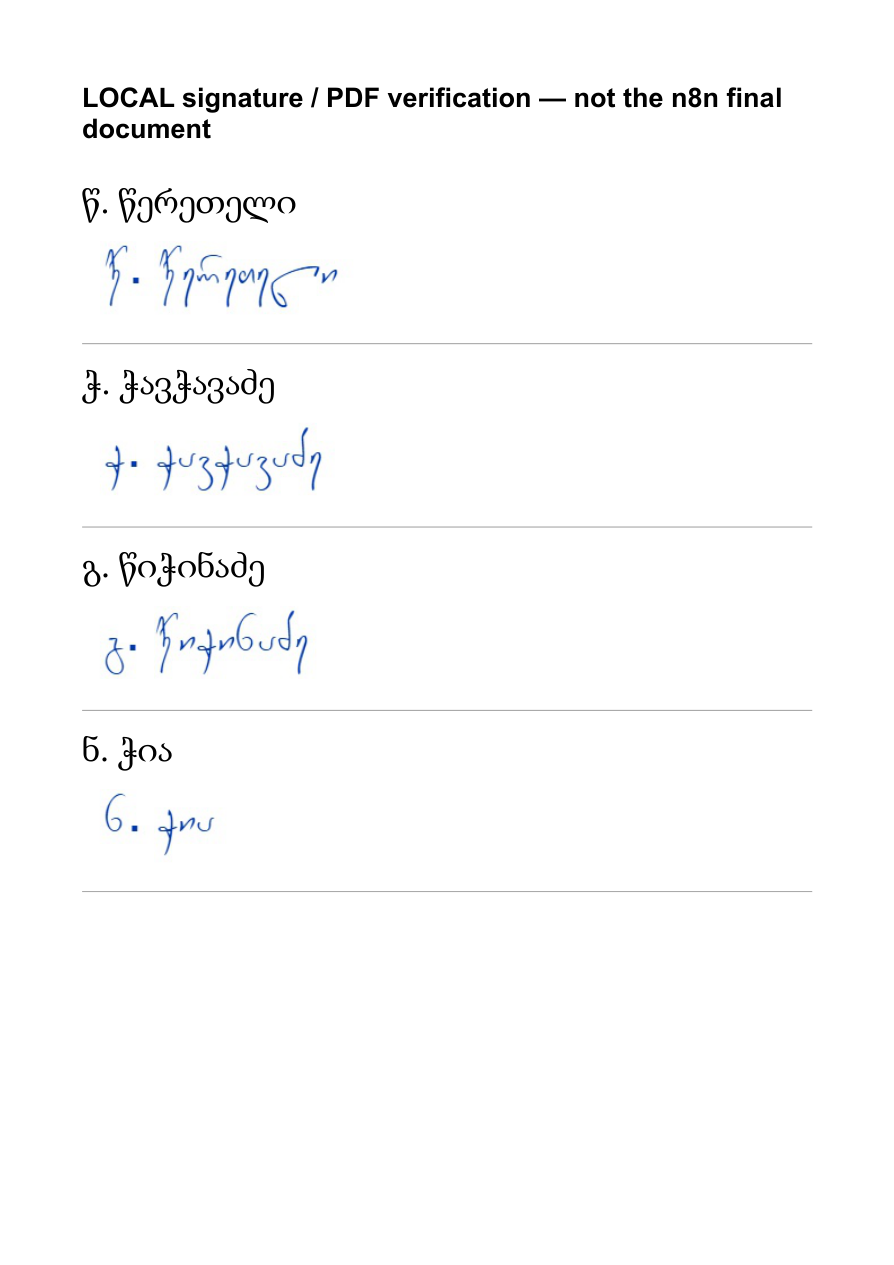 LOCAL signature / PDF verification — not the n8n final
document
წ. წერეთელი
წ. წერეთელი
ჭ. ჭავჭავაძე
ჭ. ჭავჭავაძე
გ. წიჭინაძე
გ. წიჭინაძე
ნ. ჭია
ნ. ჭია